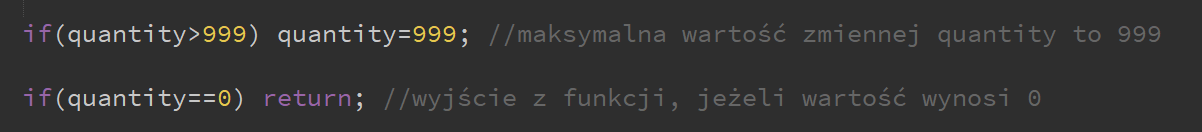 if(quantity>999) quantity=999; //maksymalna wartość zmiennej quantity to 999
if(quantity==0) return; //wyjście z funkcji, jeżeli wartość wynosi 0